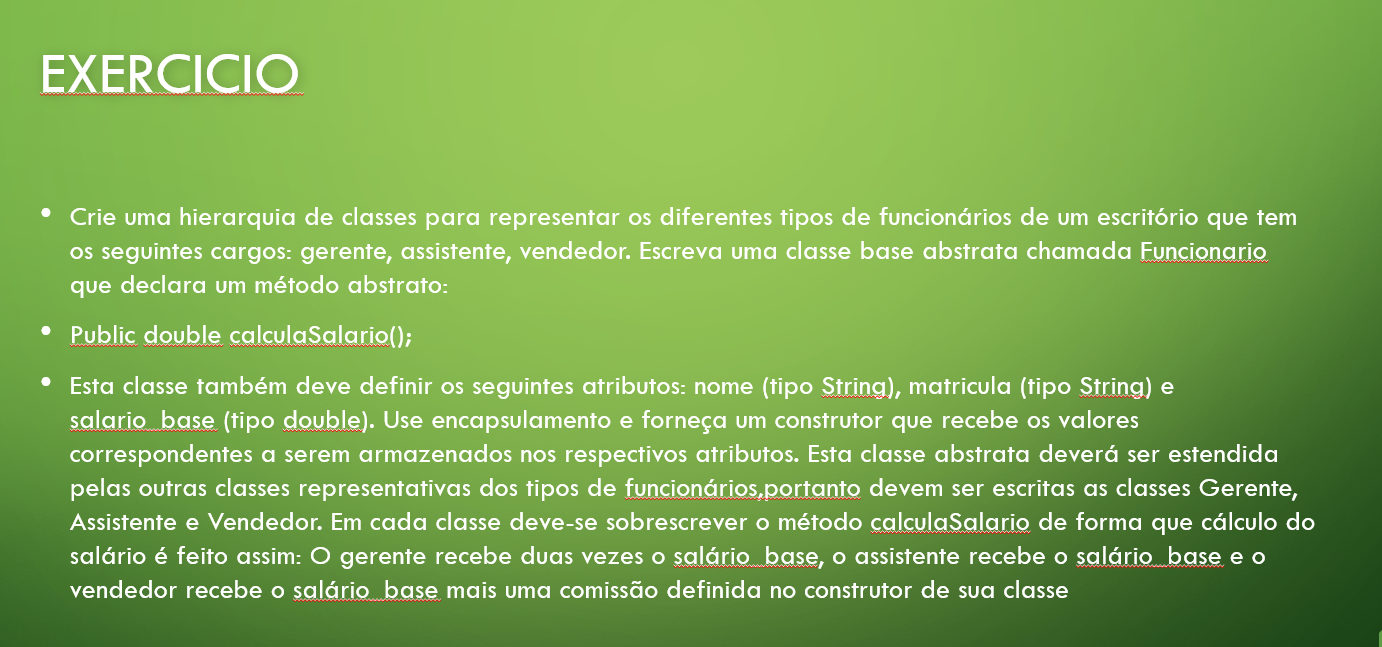 EXERCICIO
• Crie uma hierarquia de classes para representar os diferentes tipos de funcionários de um escritório que tem
os seguintes cargos: gerente, assistente, vendedor. Escreva uma classe base abstrata chamada Funcionario
que declara um método abstrato:
• Public double calculaSalario();
• Esta classe também deve definir os seguintes atributos: nome (tipo String), matricula (tipo String) e
salario_base (tipo double). Use encapsulamento e forneça um construtor que recebe os valores
correspondentes a serem armazenados nos respectivos atributos. Esta classe abstrata deverá ser estendida
pelas outras classes representativas dos tipos de funcionários,portanto devem ser escritas as classes Gerente,
Assistente e Vendedor. Em cada classe deve-se sobrescrever o método calculaSalario de forma que cálculo do
salário é feito assim: O gerente recebe duas vezes o salário_base, o assistente recebe o salário_base e o
vendedor recebe o salário_base mais uma comissão definida no construtor de sua classe